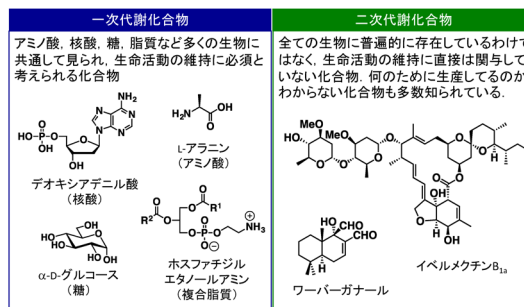 一次代謝化合物
アミノ酸，核酸，糖，脂質など多くの生物に
共通して見られ，生命活動の維持に必須と
考えられる化合物
NH₂
N
N
N
N
HO
P
O
O
HO
O
OH
デオキシアデニル酸
(核酸)
H₂N
OH
O
L-アラニン
(アミノ酸)
HO
HO
HO
OH
O
OH
α-D-グルコース
(糖)
O
R²
O
O
R¹
O
O
P
O
O
NH₃
ホスファチジル
エタノールアミン
(複合脂質)
二次代謝化合物
全ての生物に普遍的に存在しているわけで
はなく，生命活動の維持に直接は関与して
いない化合物．何のために生産してるのか
わからない化合物も多数知られている．
HO
MeO
MeO
O
O
O
O
O
O
O
O
OH
O
H
OH
H
イベルメクチンB₁ₐ
HO
CHO
CHO
H
ワーバーガナール